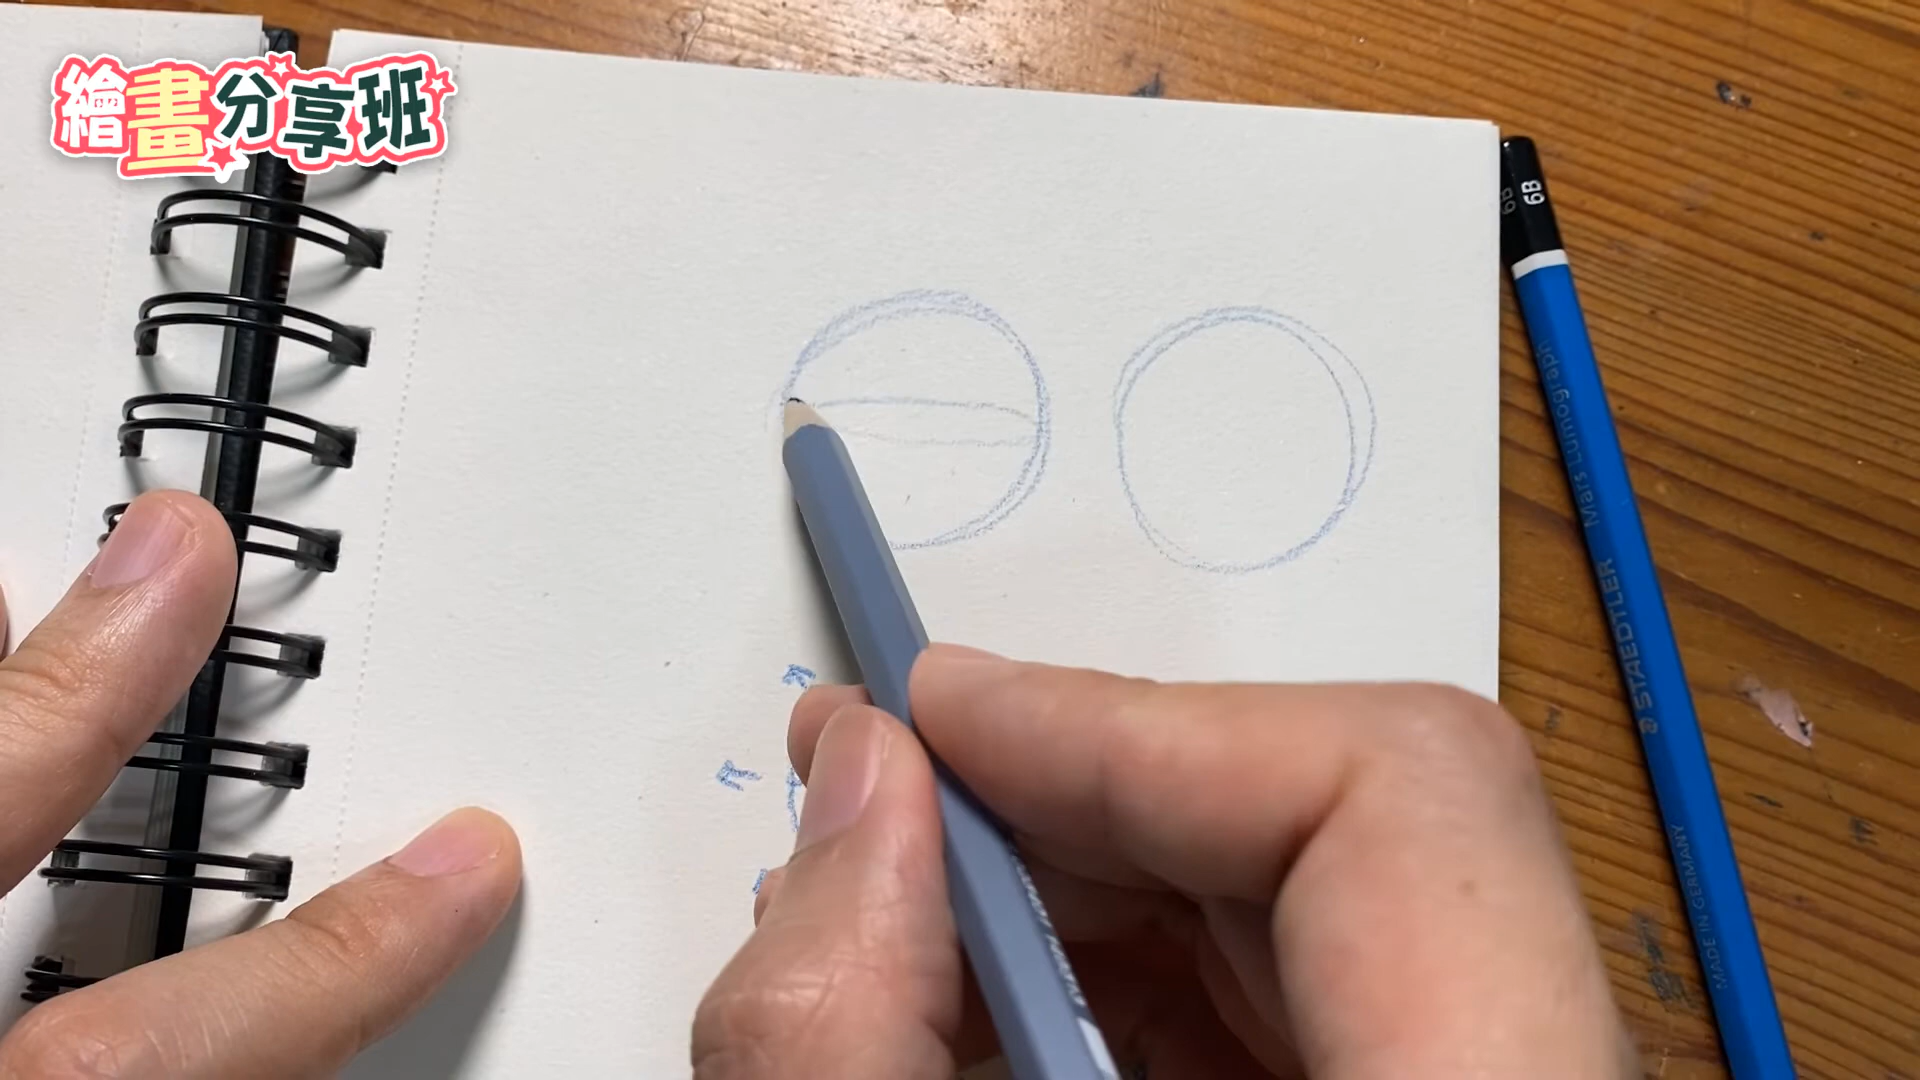 繪畫分享班
6B
6B
Mars Lumograph
STAEDTLER
MADE IN GERMANY